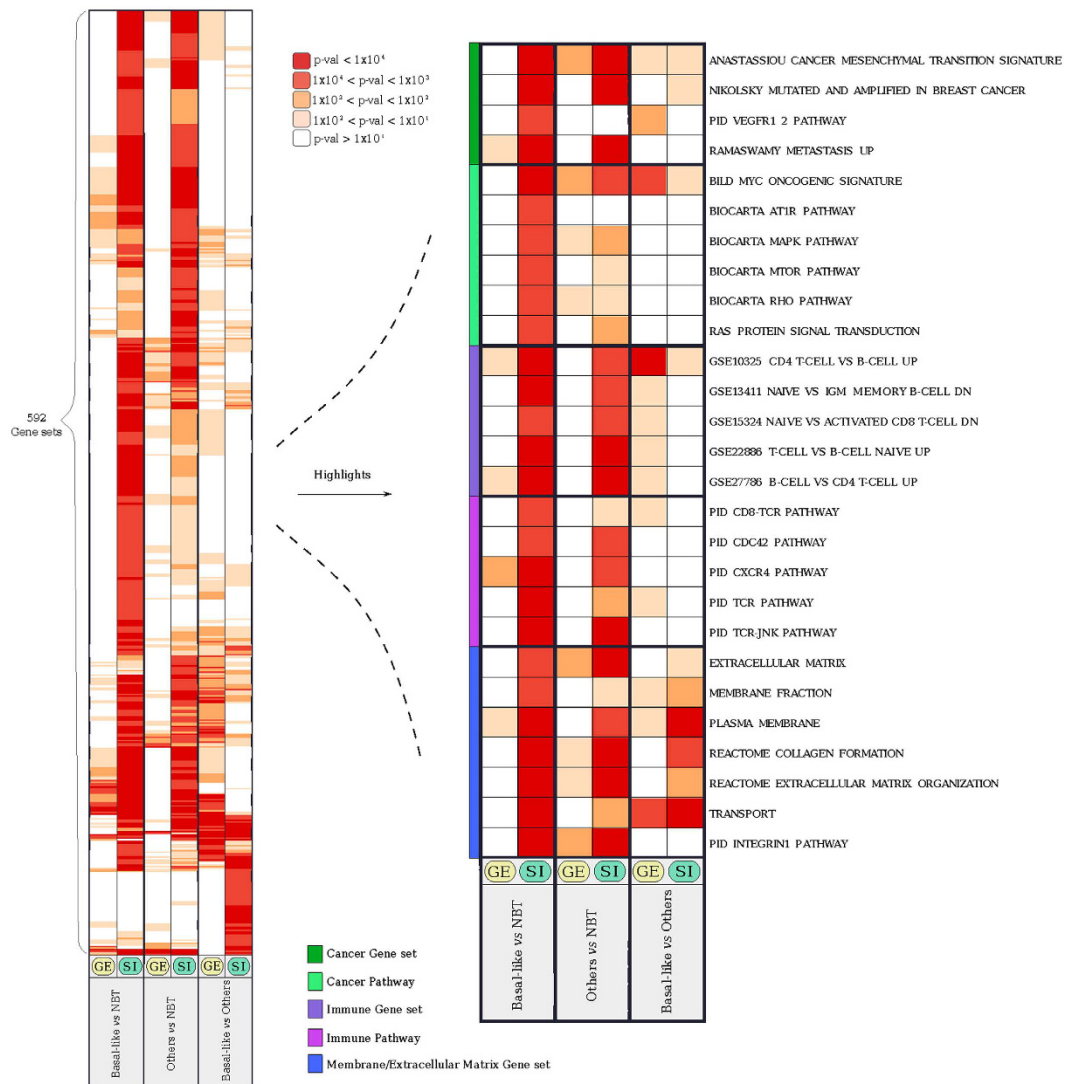 592
Gene sets
p-val < 1x10⁴
1x10⁴ < p-val < 1x10³
1x10³ < p-val < 1x10²
1x10² < p-val < 1x10¹
p-val > 1x10¹
Highlights
ANASTASSIOU CANCER MESENCHYMAL TRANSITION SIGNATURE
NIKOLSKY MUTATED AND AMPLIFIED IN BREAST CANCER
PID VEGFR1 2 PATHWAY
RAMASWAMY METASTASIS UP
BILD MYC ONCOGENIC SIGNATURE
BIOCARTA AT1R PATHWAY
BIOCARTA MAPK PATHWAY
BIOCARTA MTOR PATHWAY
BIOCARTA RHO PATHWAY
RAS PROTEIN SIGNAL TRANSDUCTION
GSE10325 CD4 T-CELL VS B-CELL UP
GSE13411 NAIVE VS IGM MEMORY B-CELL DN
GSE15324 NAIVE VS ACTIVATED CD8 T-CELL DN
GSE22886 T-CELL VS B-CELL NAIVE UP
GSE27786 B-CELL VS CD4 T-CELL UP
PID CD8-TCR PATHWAY
PID CDC42 PATHWAY
PID CXCR4 PATHWAY
PID TCR PATHWAY
PID TCR-JNK PATHWAY
EXTRACELLULAR MATRIX
MEMBRANE FRACTION
PLASMA MEMBRANE
REACTOME COLLAGEN FORMATION
REACTOME EXTRACELLULAR MATRIX ORGANIZATION
TRANSPORT
PID INTEGRIN1 PATHWAY
GE SI GE SI GE SI
Basal-like vs NBT
Others vs NBT
Basal-like vs Others
GE SI GE SI GE SI
Basal-like vs NBT
Others vs NBT
Basal-like vs Others
Cancer Gene set
Cancer Pathway
Immune Gene set
Immune Pathway
Membrane/Extracellular Matrix Gene set